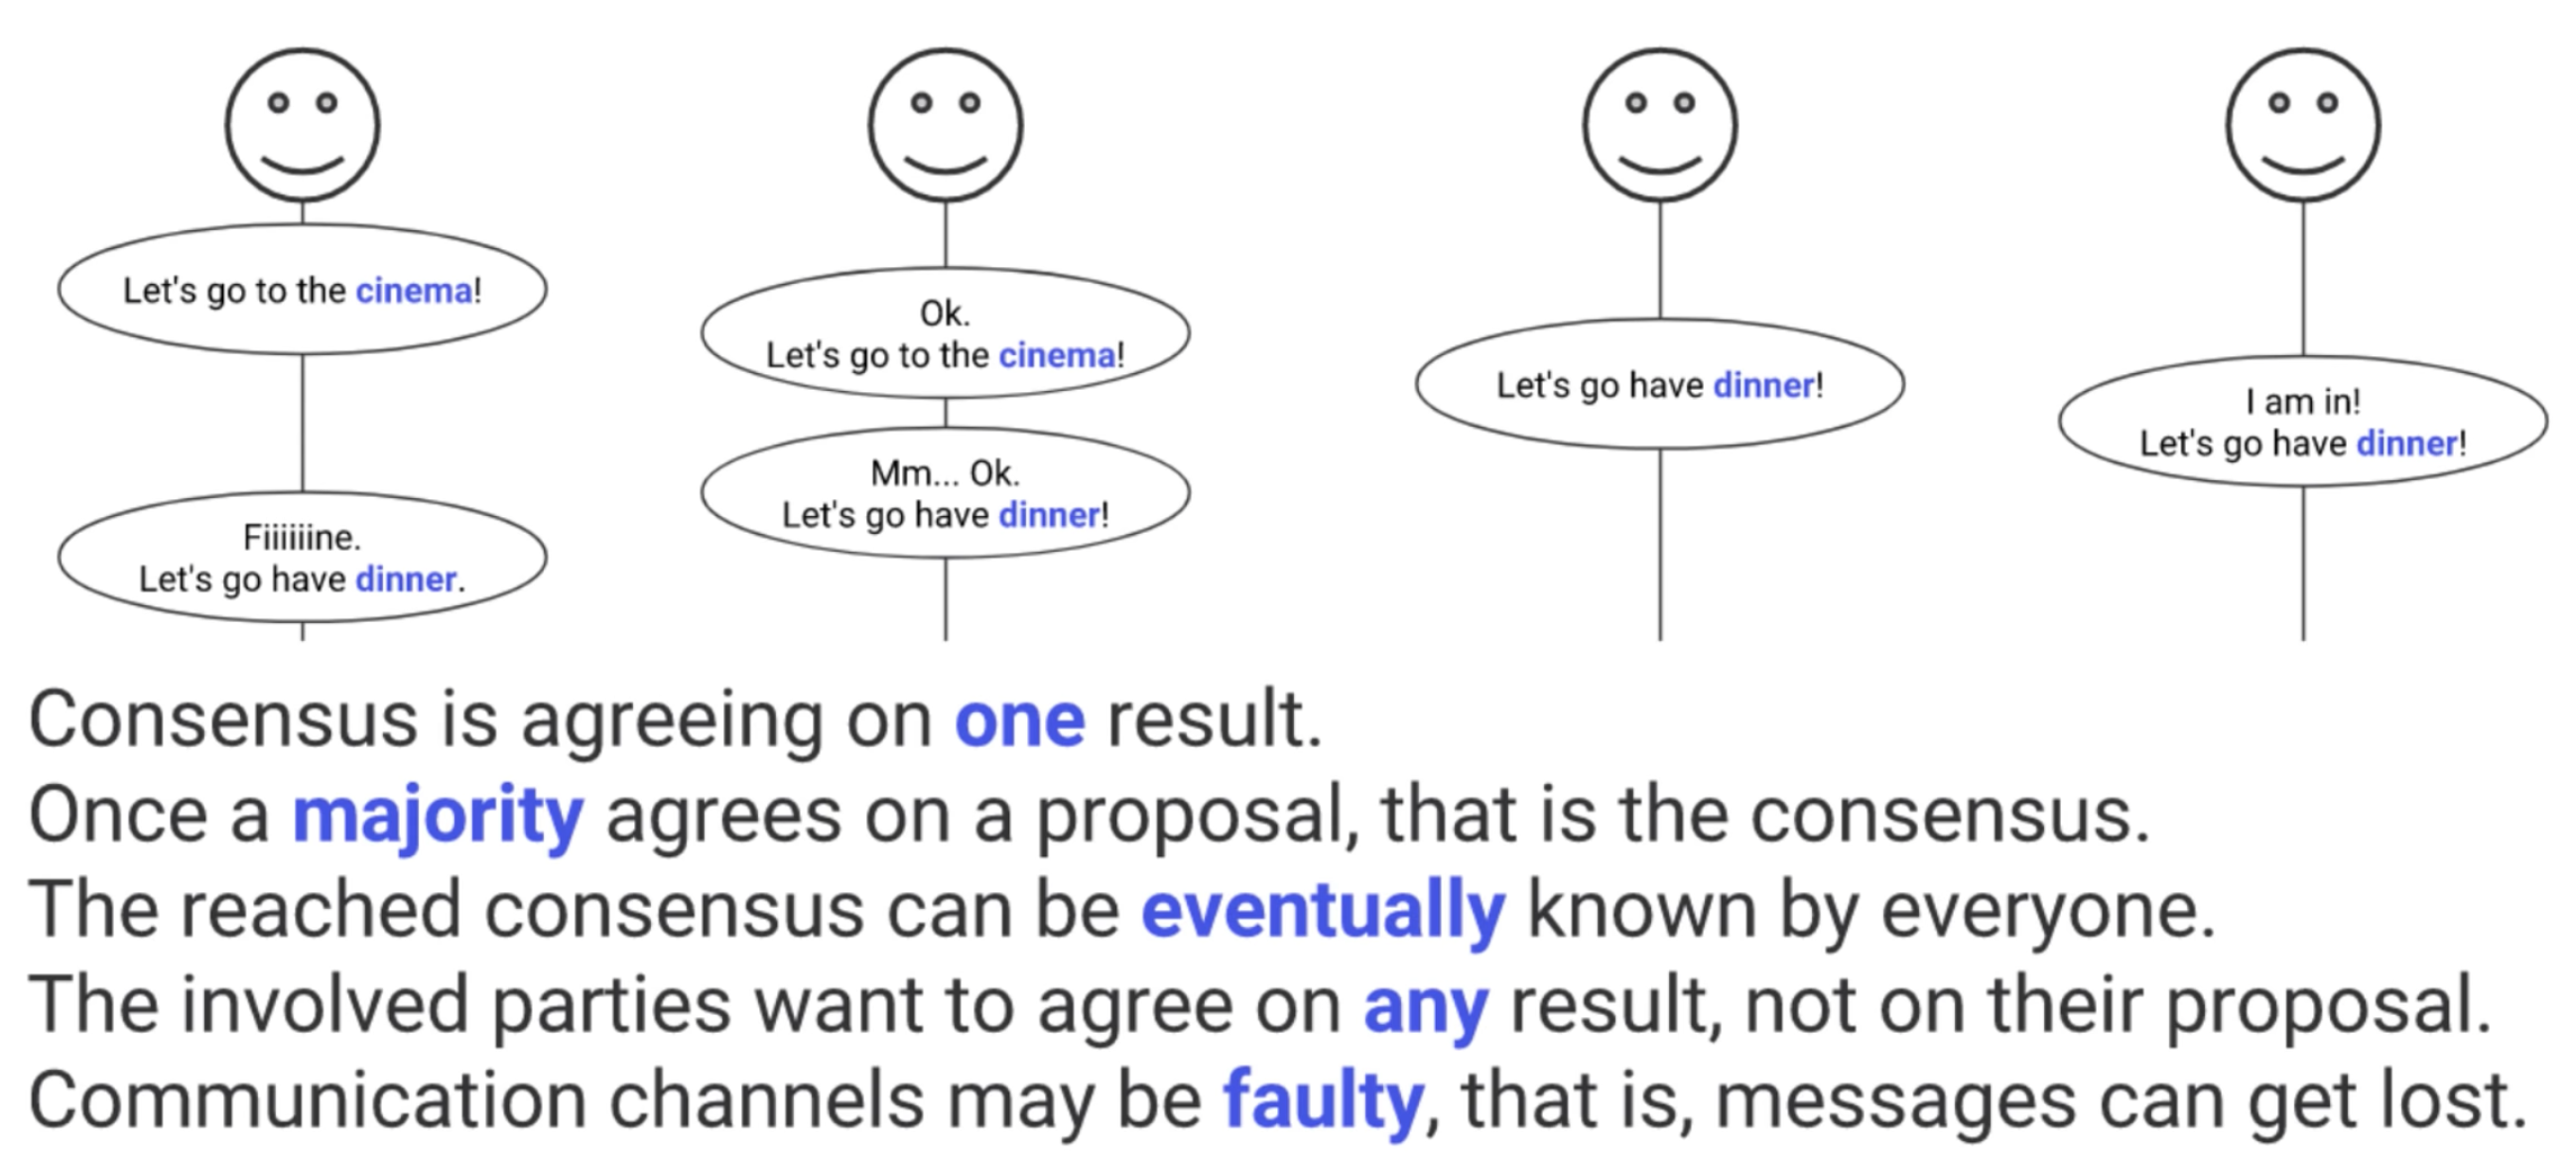 Let's go to the cinema!
Fiiiiiine.
Let's go have dinner.
Ok.
Let's go to the cinema!
Mm... Ok.
Let's go have dinner!
Let's go have dinner!
I am in!
Let's go have dinner!
Consensus is agreeing on one result.
Once a majority agrees on a proposal, that is the consensus.
The reached consensus can be eventually known by everyone.
The involved parties want to agree on any result, not on their proposal.
Communication channels may be faulty, that is, messages can get lost.